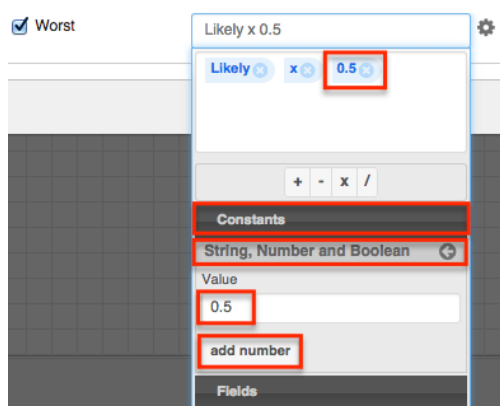 Worst
Likely x 0.5
Likely x 0.5
+ - x /
Constants
String, Number and Boolean
Value
0.5
add number
Fields